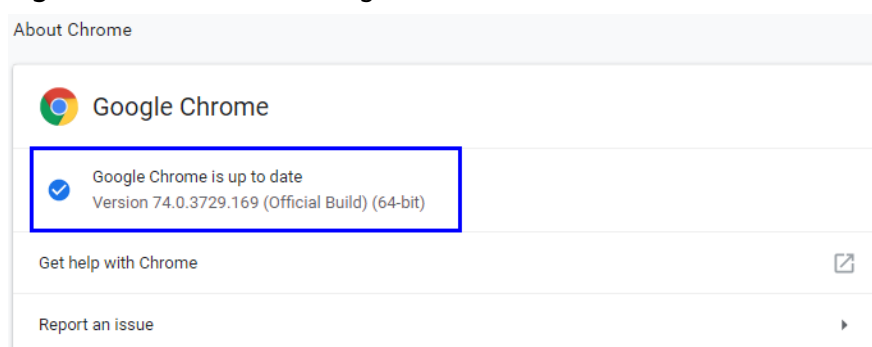 About Chrome
Google Chrome
Google Chrome is up to date
Version 74.0.3729.169 (Official Build) (64-bit)
Get help with Chrome
Report an issue